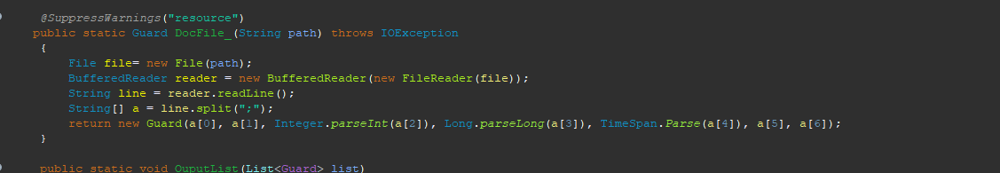 @SuppressWarnings("resource")
public static Guard DocFile_(String path) throws IOException
{
File file= new File(path);
BufferedReader reader = new BufferedReader(new FileReader(file));
String line = reader.readLine();
String[] a = line.split(";");
return new Guard(a[0], a[1], Integer.parseInt(a[2]), Long.parseLong(a[3]), TimeSpan.Parse(a[4]), a[5], a[6]);
}
public static void OuputList(List<Guard> list)